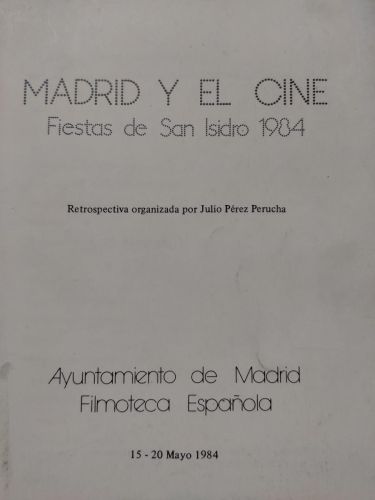 MADRID Y EL CINE
Fiestas de San Isidro 1984
Retrospectiva organizada por Julio Pérez Perucha
Ayuntamiento de Madrid
Filmoteca Española
15 - 20 Mayo 1984